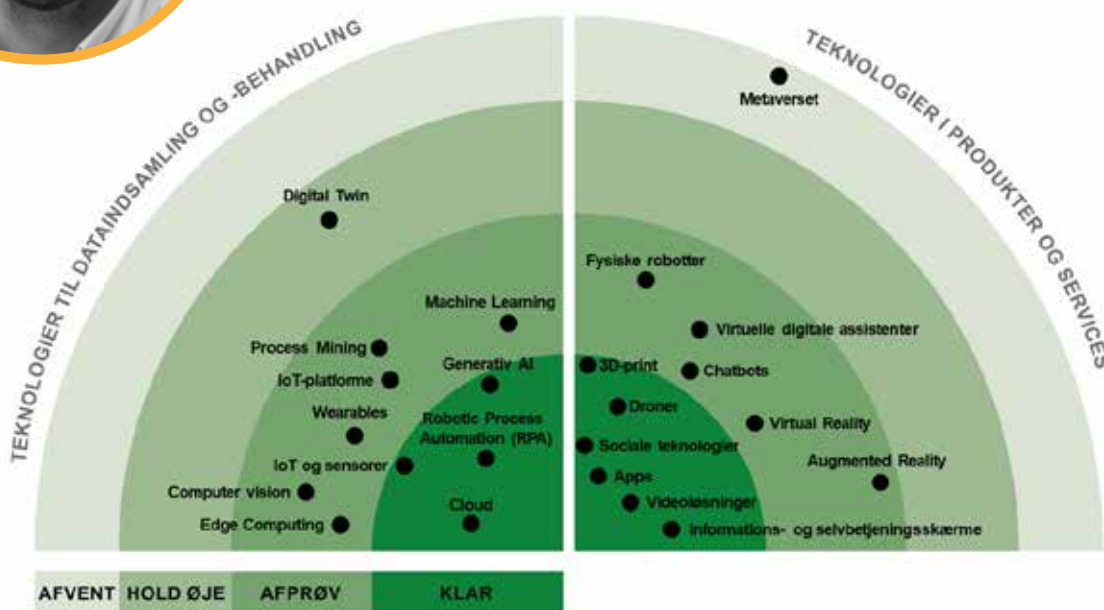 TEKNOLOGIER TIL DATAINDSAMLING OG -BEHANDLING
Digital Twin
Machine Learning
Process Mining
Generativ AI
IoT-platforme
Wearables
Robotic Process
Automation (RPA)
IoT og sensorer
Computer vision
Cloud
Edge Computing
TEKNOLOGIER I PRODUKTER OG SERVICES
Metaverset
Fysiske robotter
Virtuelle digitale assistenter
3D-print
Chatbots
Droner
Virtual Reality
Sociale teknologier
Augmented Reality
Apps
Videoløsninger
Informations- og selvbetjeningsskærme
AFVENT HOLD ØJE AFPRØV KLAR